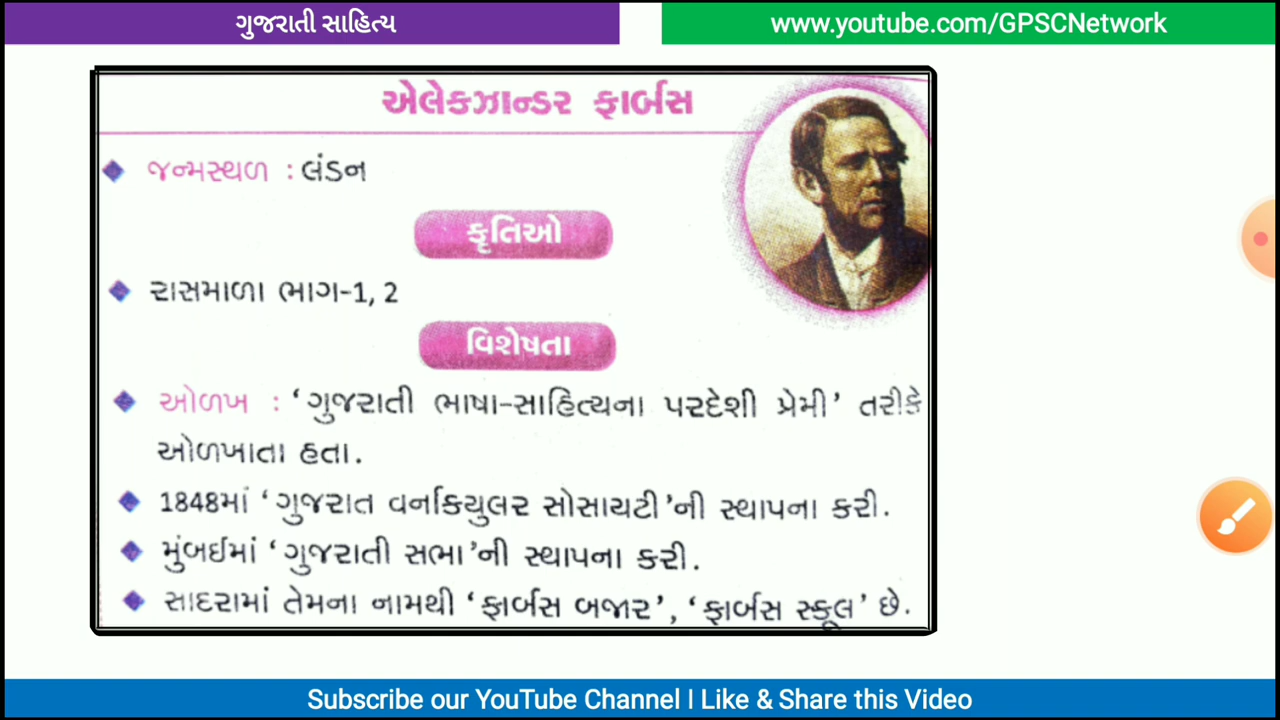 ગુજરાતી સાહિત્ય
www.youtube.com/GPSCNetwork
એલેકઝાન્ડર ફાર્બસ
જન્મસ્થળ : લંડન
કૃતિઓ
રાસમાળા ભાગ-1, 2
વિશેષતા
ઓળખ : ‘ગુજરાતી ભાષા-સાહિત્યના પરદેશી પ્રેમી’ તરીકે
ઓળખાતા હતા.
1848માં ‘ગુજરાત વર્નાકિયુલર સોસાયટી’ની સ્થાપના કરી.
મુંબઈમાં ‘ગુજરાતી સભા’ની સ્થાપના કરી.
સાદરામાં તેમના નામથી ‘ફાર્બસ બજાર’, ‘ફાર્બસ સ્કૂલ’ છે.
Subscribe our YouTube Channel | Like & Share this Video